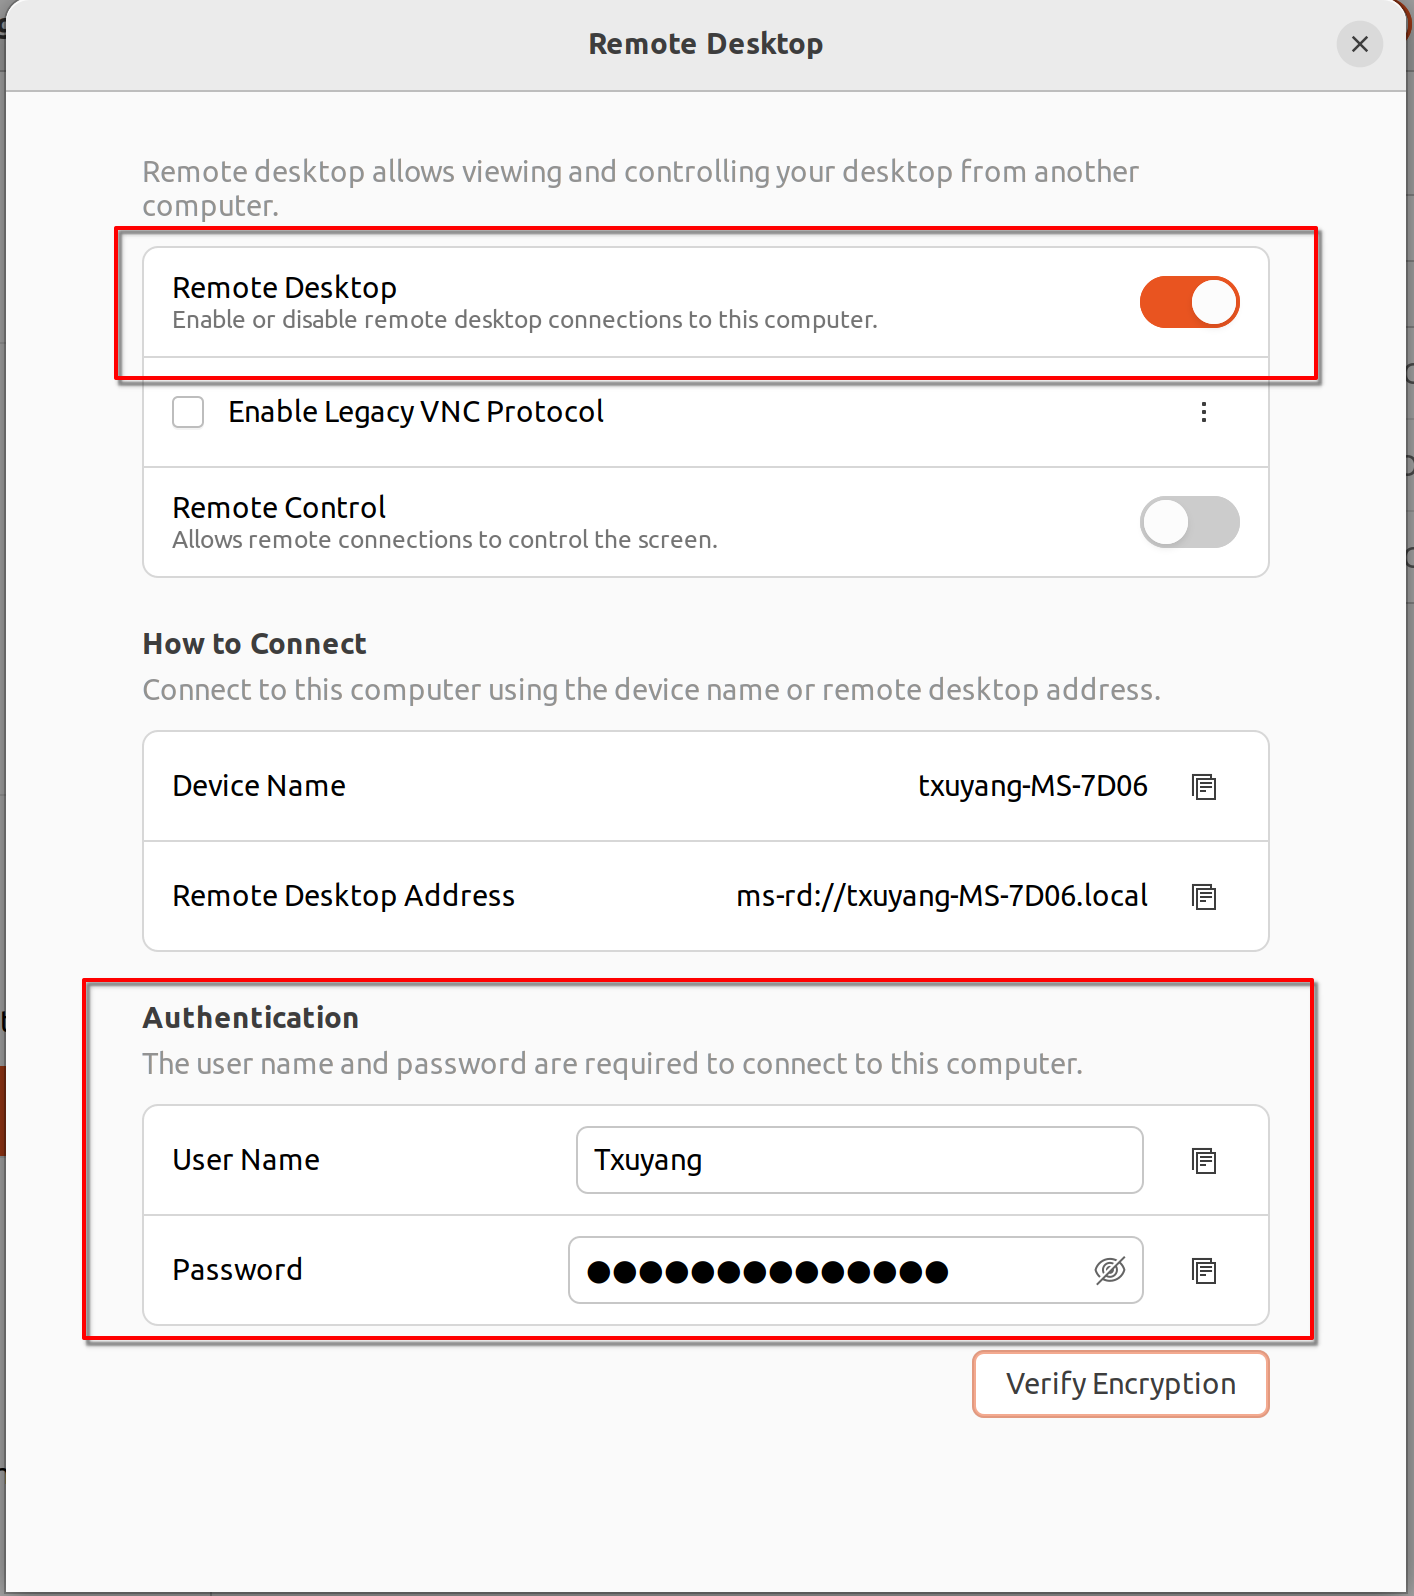 Remote Desktop
Remote desktop allows viewing and controlling your desktop from another
computer.
Remote Desktop
Enable or disable remote desktop connections to this computer.
Enable Legacy VNC Protocol
Remote Control
Allows remote connections to control the screen.
How to Connect
Connect to this computer using the device name or remote desktop address.
Device Name
txuyang-MS-7D06
Remote Desktop Address
ms-rd://txuyang-MS-7D06.local
Authentication
The user name and password are required to connect to this computer.
User Name
Txuyang
Password
●●●●●●●●●●●●●●
Verify Encryption